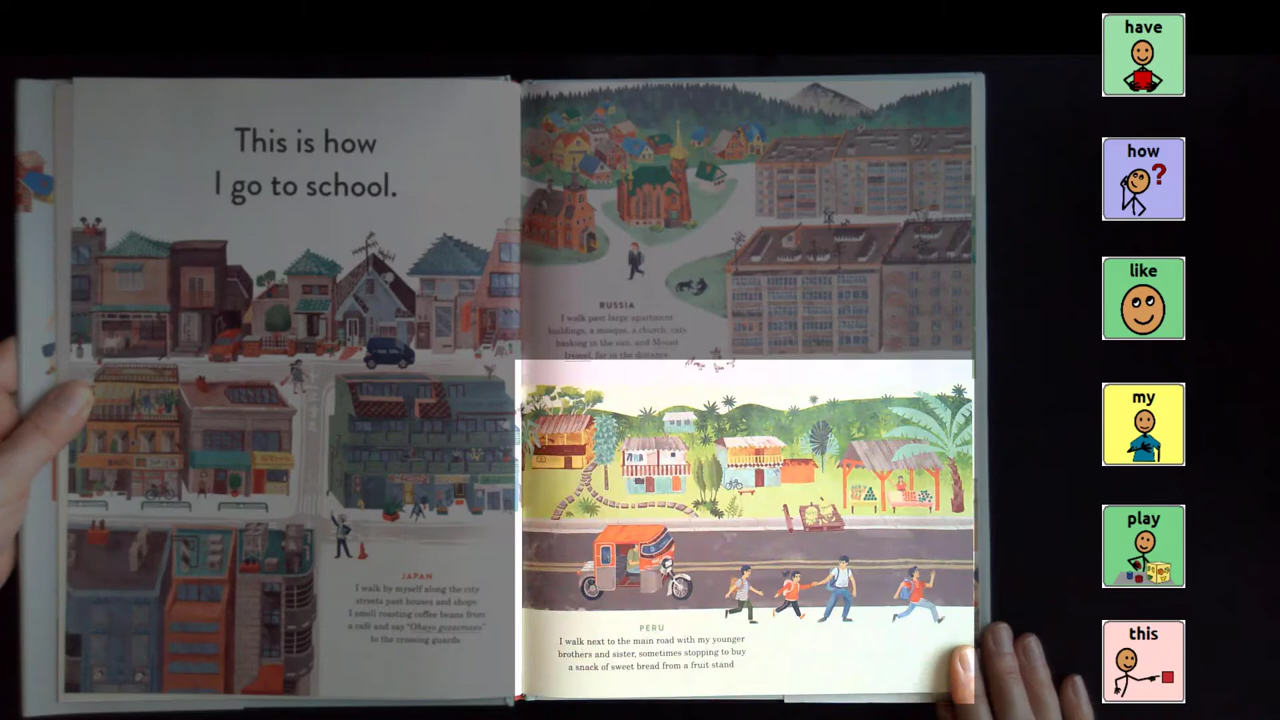 This is how
I go to school.
JAPAN
I walk by myself along the city
streets past houses and shops
I smell roasting coffee beans from
a café and say "Ohayo gozaimasu"
to the crossing guards
RUSSIA
I walk past large apartment
buildings, a mosque, a church, cats
basking in the sun, and Mount
Iremel far in the distance.
PERU
I walk next to the main road with my younger
brothers and sister, sometimes stopping to buy
a snack of sweet bread from a fruit stand
have
how
?
like
my
play
this